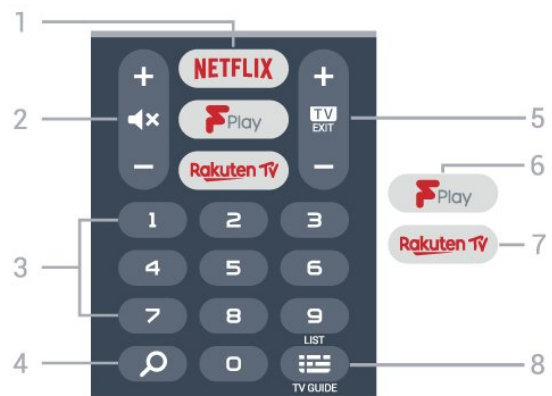 1
NETFLIX
+ +
2
FPlay
TV
EXIT
5
- -
Rakuten TV
6
FPlay
3
1 2 3
Rakuten TV
7
4 5 6
7 8 9
LIST
4
0
8
TV GUIDE